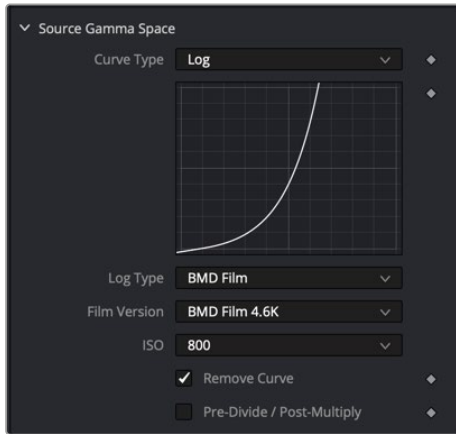 Source Gamma Space
Curve Type Log
Log Type BMD Film
Film Version BMD Film 4.6K
ISO 800
Remove Curve
Pre-Divide / Post-Multiply